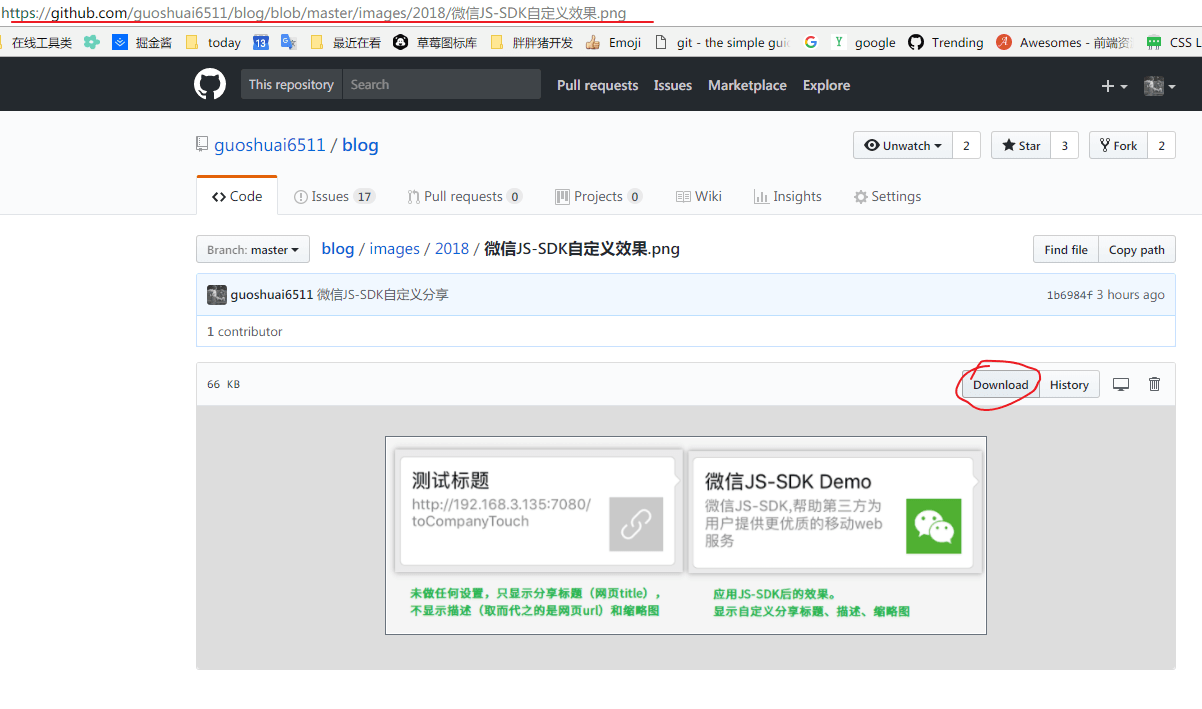 https://github.com/guoshuai6511/blog/blob/master/images/2018/微信JS-SDK自定义效果.png
在线工具类 掘金酱 today 13 最近在看 草莓图标库 胖胖猪开发 Emoji git - the simple gui G Y google Trending Awesomes - 前端资 CSS L
This repository Search Pull requests Issues Marketplace Explore
guoshuai6511 / blog Unwatch 2 Star 3 Fork 2
Code Issues 17 Pull requests 0 Projects 0 Wiki Insights Settings
Branch: master blog / images / 2018 / 微信JS-SDK自定义效果.png Find file Copy path
guoshuai6511 微信JS-SDK自定义分享 1b6984f 3 hours ago
1 contributor
66 KB Download History
测试标题
http://192.168.3.135:7080/
toCompanyTouch
微信JS-SDK Demo
微信JS-SDK,帮助第三方为
用户提供更优质的移动web
服务
未做任何设置，只显示分享标题（网页title），
不显示描述（取而代之的是网页url）和缩略图
应用JS-SDK后的效果。
显示自定义分享标题、描述、缩略图